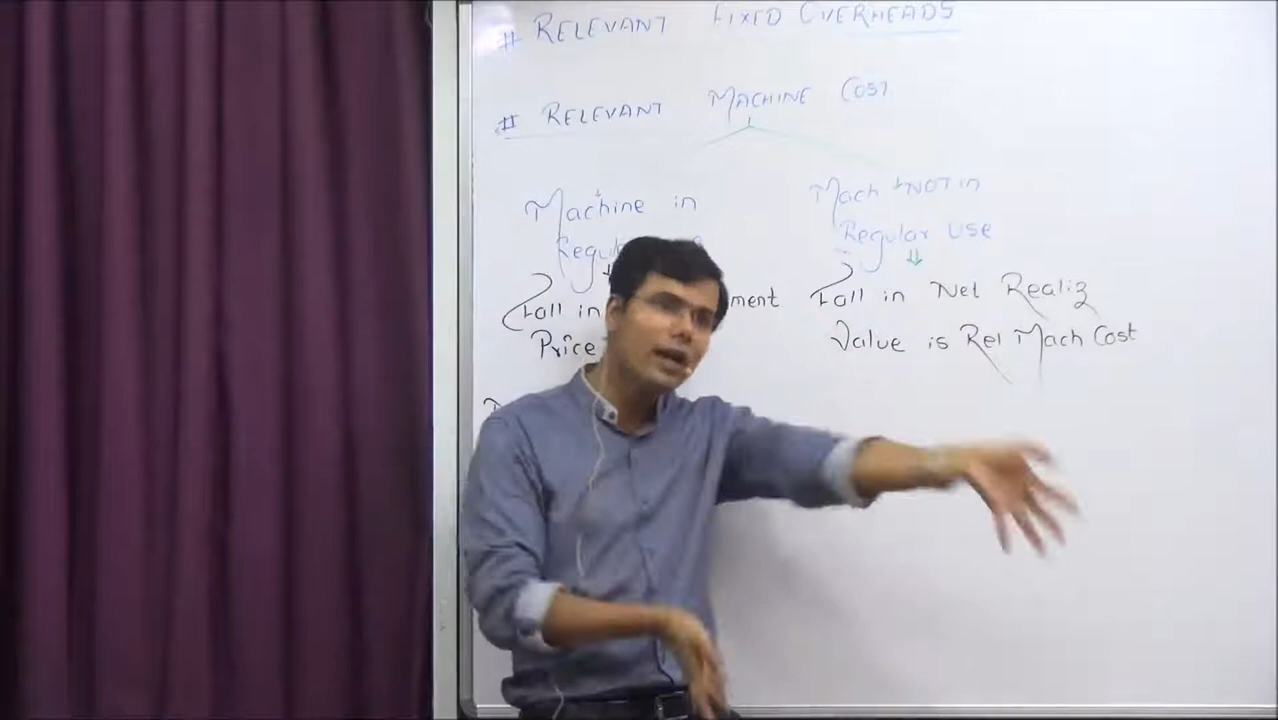 # RELEVANT FIXED OVERHEADS
# RELEVANT MACHINE COST
Machine in
Regul
Fall in ment
Price
Mach NOT in
Regular USE
Fall in Net Realiz
Value is Rel Mach Cost